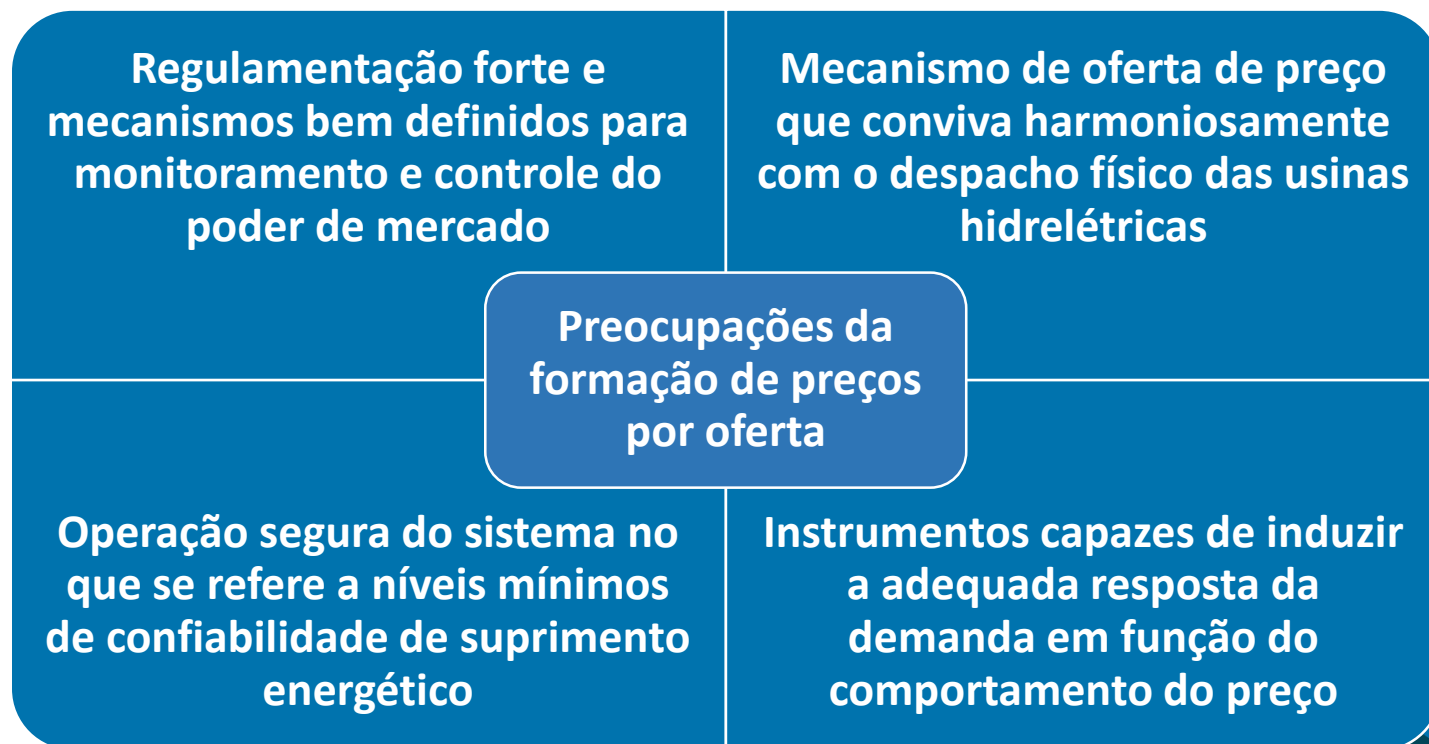 Regulamentação forte e
mecanismos bem definidos para
monitoramento e controle do
poder de mercado
Mecanismo de oferta de preço
que conviva harmoniosamente
com o despacho físico das usinas
hidrelétricas
Preocupações da
formação de preços
por oferta
Operação segura do sistema no
que se refere a níveis mínimos
de confiabilidade de suprimento
energético
Instrumentos capazes de induzir
a adequada resposta da
demanda em função do
comportamento do preço